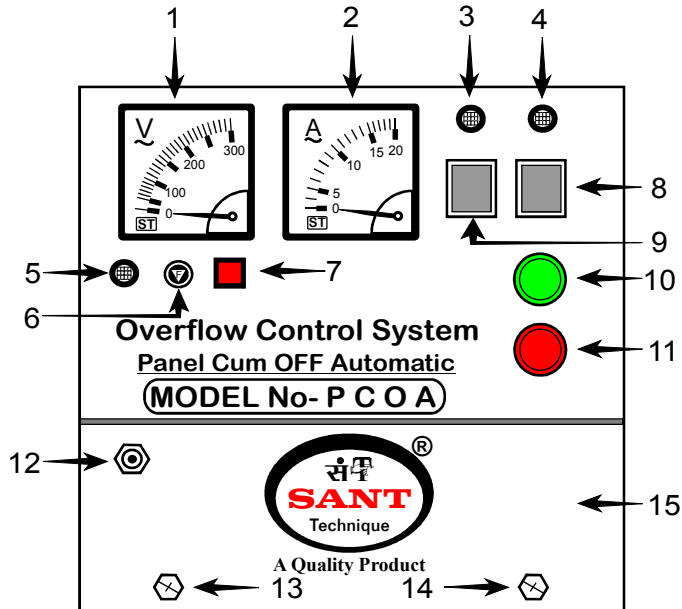 1 2 3 4
V A
0 100 200 300
0 5 10 15 20
ST ST
8
9
5 F 7
6
10
Overflow Control System
Panel Cum OFF Automatic
11
MODEL No- P C O A
12
®
संत
SANT
Technique
15
A Quality Product
13 14